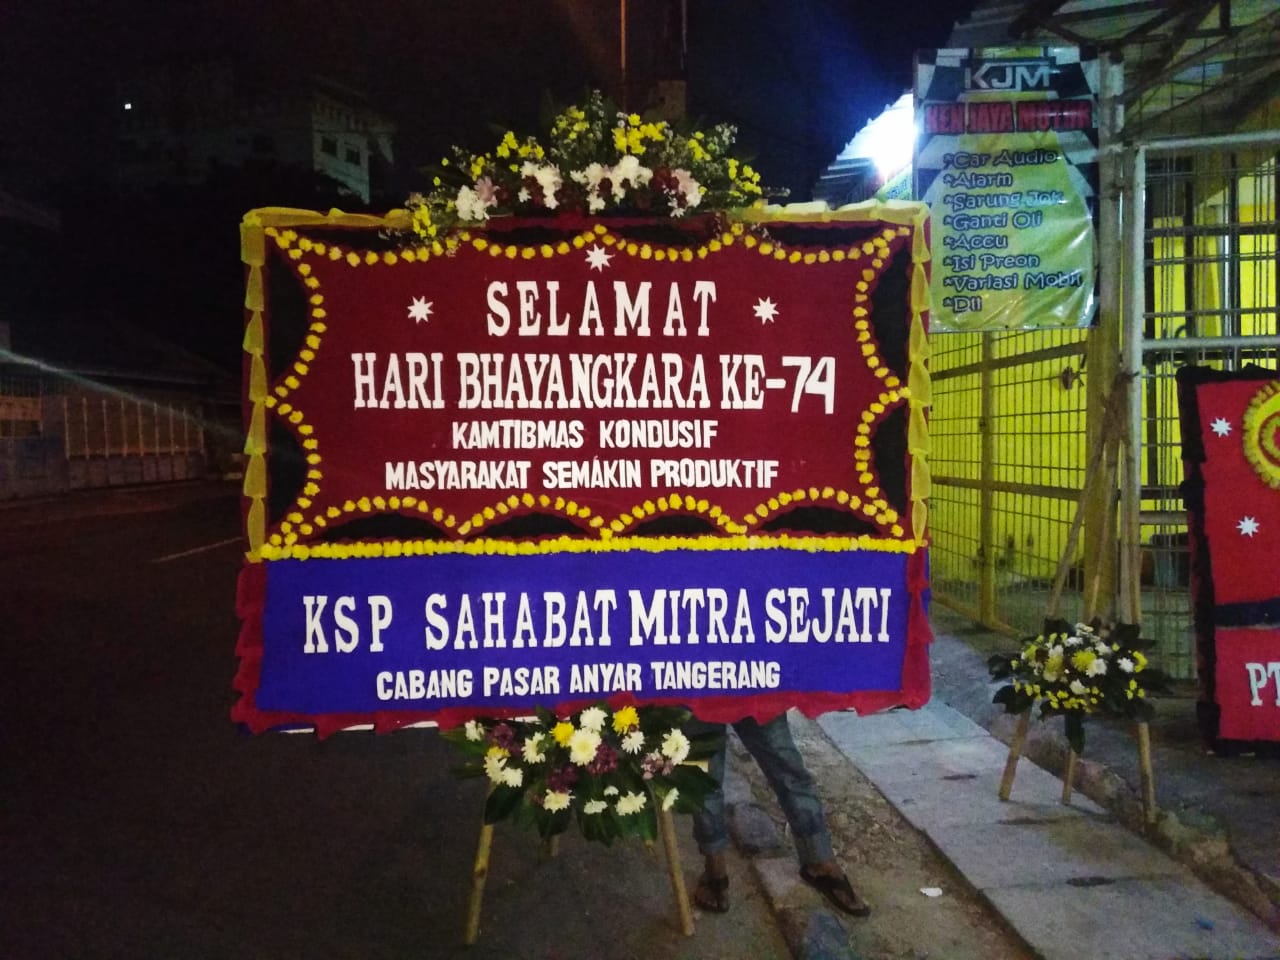 SELAMAT
HARI BHAYANGKARA KE-74
KAMTIBMAS KONDUSIF
MASYARAKAT SEMAKIN PRODUKTIF
KSP SAHABAT MITRA SEJATI
CABANG PASAR ANYAR TANGERANG
KJM
KEN JAYA MOTOR
*Car Audio
*Alarm
*Sarung Jok
*Ganti Oli
*Accu
*Isi Preon
*Variasi Mobil
*Dll
PT